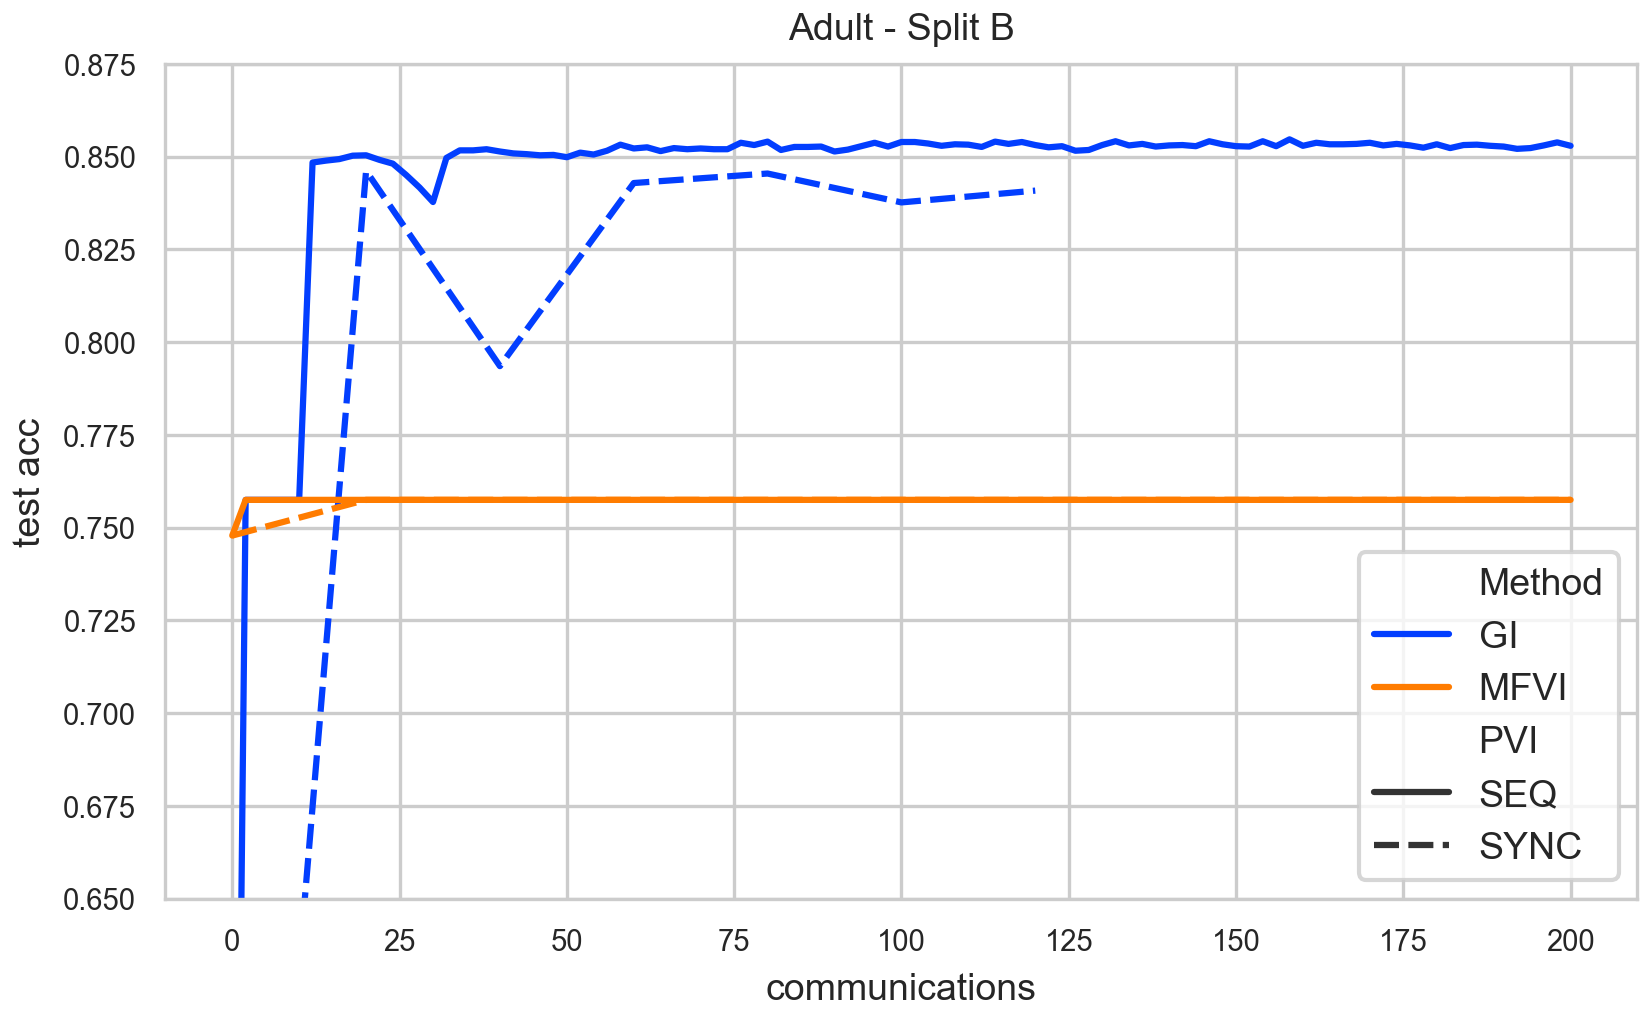 Adult - Split B
0.875
0.850
0.825
0.800
0.775
0.750
0.725
0.700
0.675
0.650
test acc
0 25 50 75 100 125 150 175 200
communications
Method
GI
MFVI
PVI
SEQ
SYNC